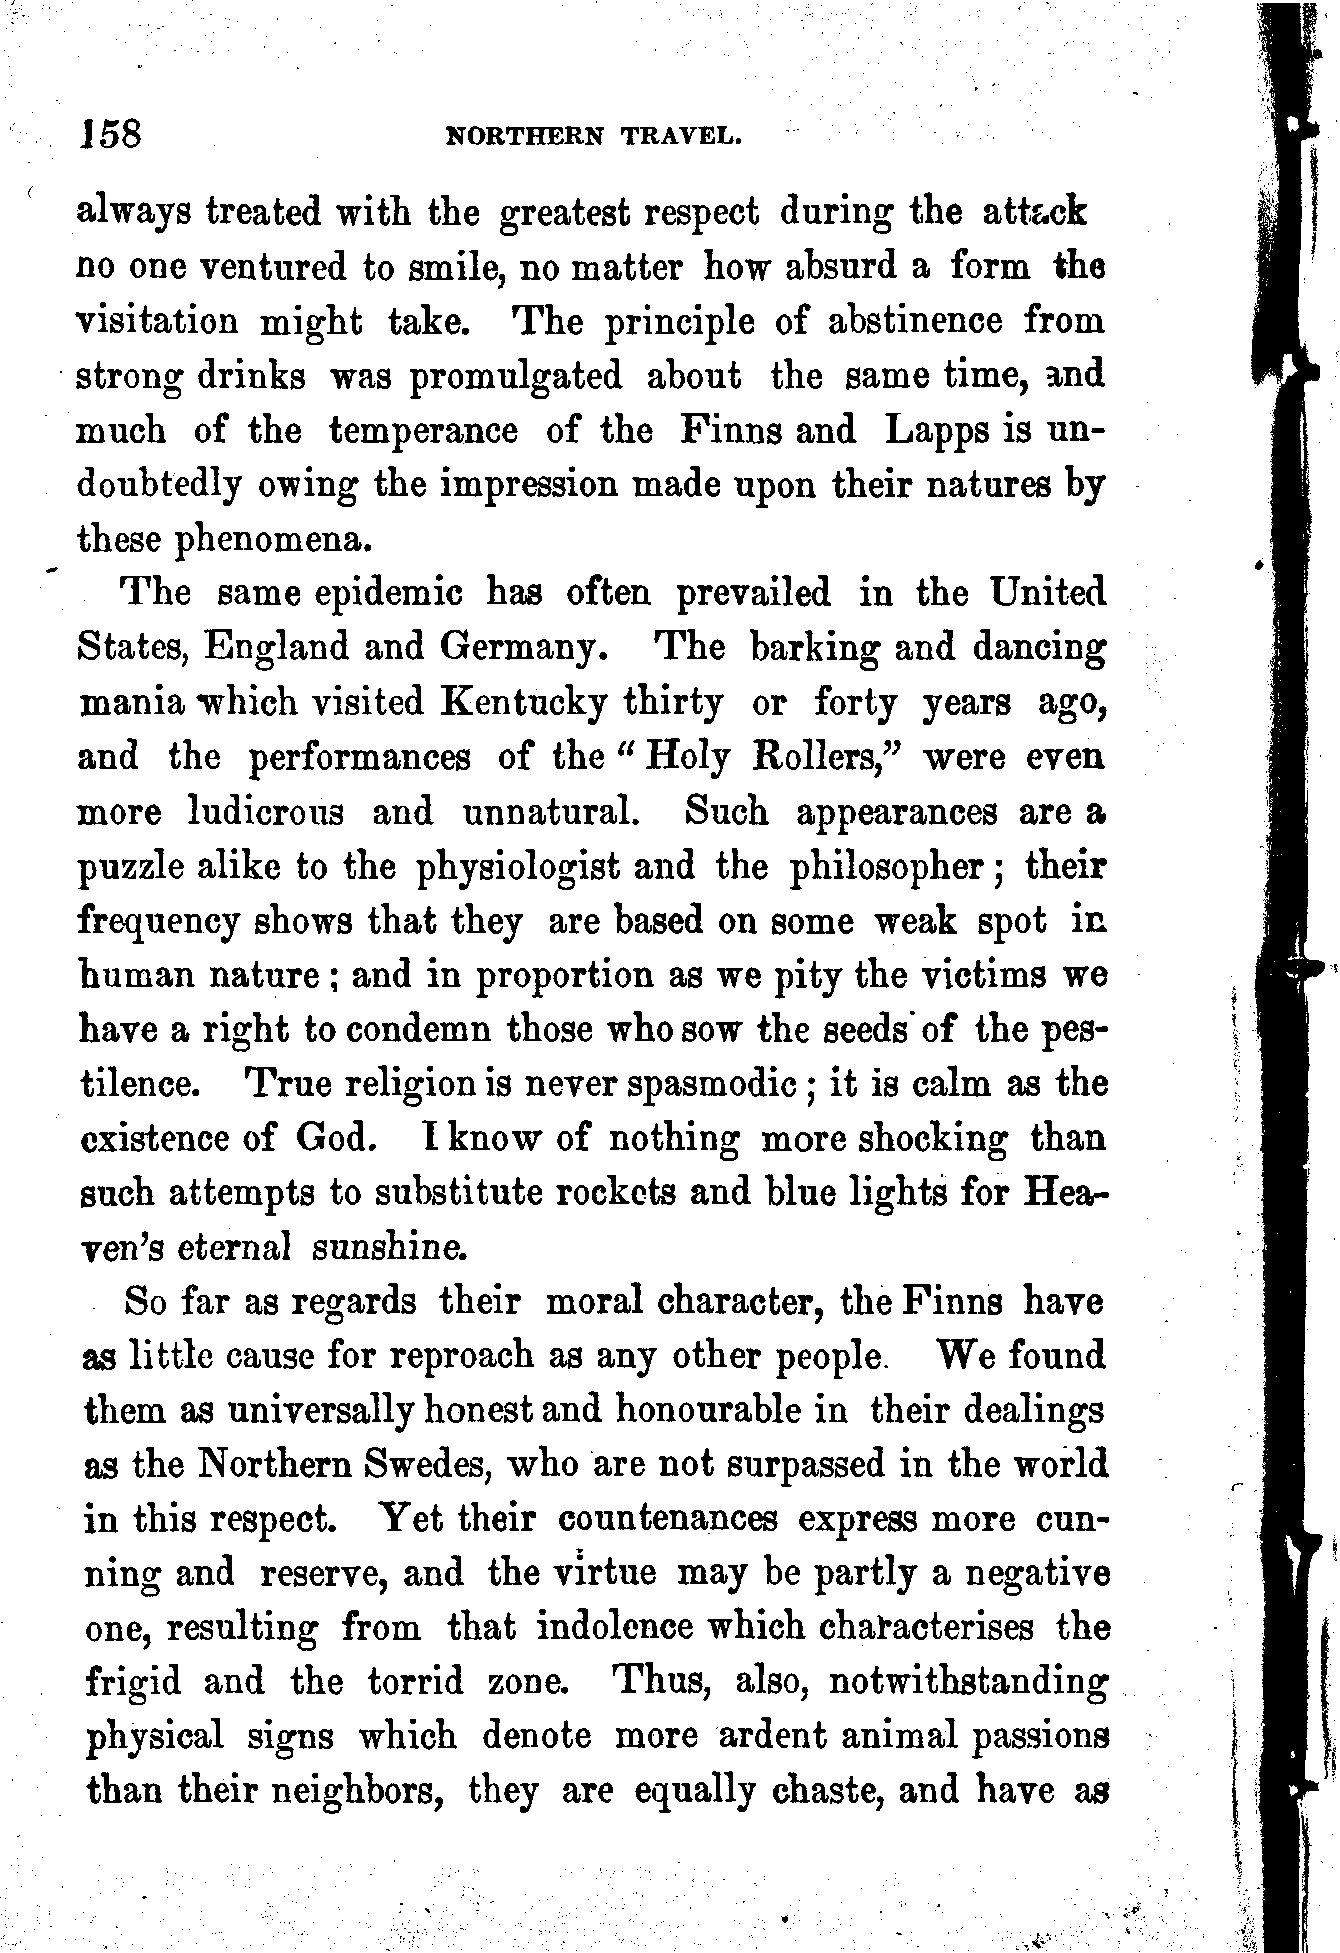 158 NORTHERN TRAVEL.
always treated with the greatest respect during the attack
no one ventured to smile, no matter how absurd a form the
visitation might take. The principle of abstinence from
strong drinks was promulgated about the same time, and
much of the temperance of the Finns and Lapps is un-
doubtedly owing the impression made upon their natures by
these phenomena.
The same epidemic has often prevailed in the United
States, England and Germany. The barking and dancing
mania which visited Kentucky thirty or forty years ago,
and the performances of the "Holy Rollers," were even
more ludicrous and unnatural. Such appearances are a
puzzle alike to the physiologist and the philosopher; their
frequency shows that they are based on some weak spot in
human nature; and in proportion as we pity the victims we
have a right to condemn those who sow the seeds of the pes-
tilence. True religion is never spasmodic; it is calm as the
existence of God. I know of nothing more shocking than
such attempts to substitute rockets and blue lights for Hea-
ven's eternal sunshine.
So far as regards their moral character, the Finns have
as little cause for reproach as any other people. We found
them as universally honest and honourable in their dealings
as the Northern Swedes, who are not surpassed in the world
in this respect. Yet their countenances express more cun-
ning and reserve, and the virtue may be partly a negative
one, resulting from that indolence which characterises the
frigid and the torrid zone. Thus, also, notwithstanding
physical signs which denote more ardent animal passions
than their neighbors, they are equally chaste, and have as